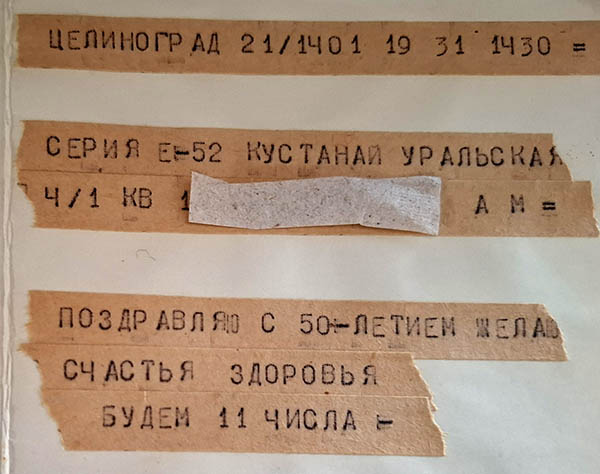 ЦЕЛИНОГРАД 21/1401 19 31 1430 =
СЕРИЯ Е-52 КУСТАНАЙ УРАЛЬСКАЯ
Ч/1 КВ 1 А М =
ПОЗДРАВЛЯЮ С 50-ЛЕТИЕМ ЖЕЛАЮ
СЧАСТЬЯ ЗДОРОВЬЯ
БУДЕМ 11 ЧИСЛА -